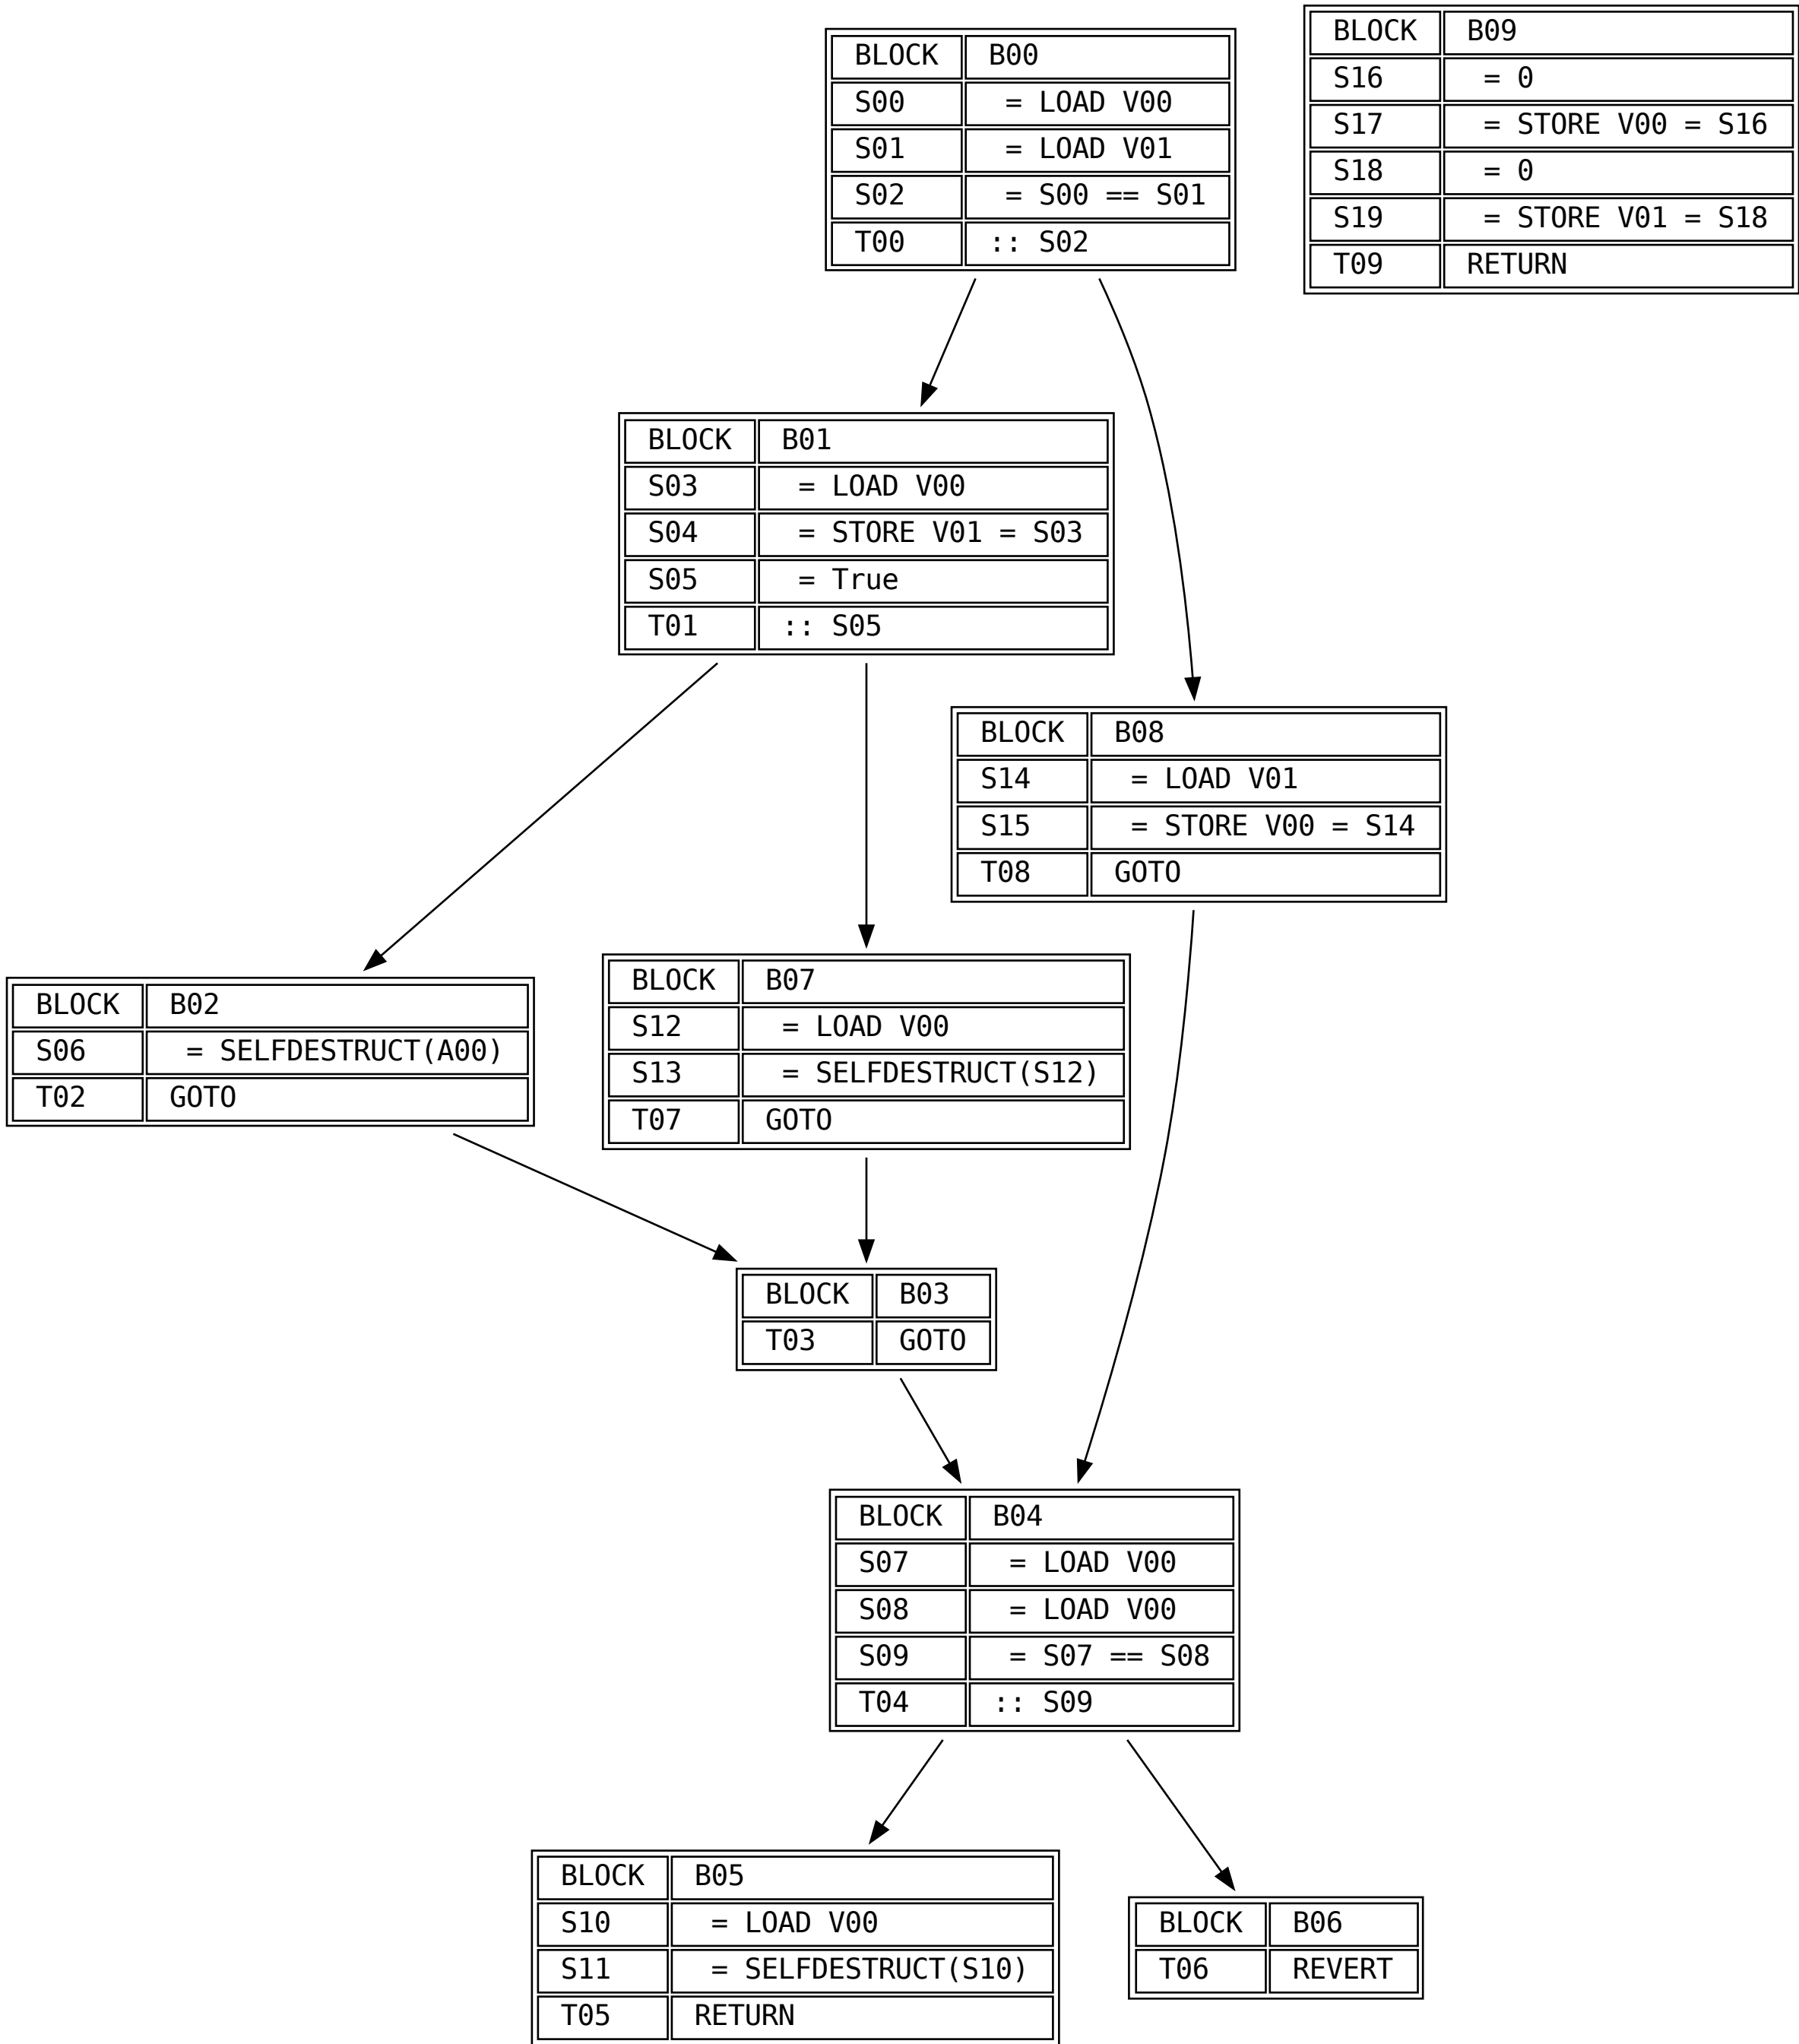 BLOCK B00
S00 = LOAD V00
S01 = LOAD V01
S02 = S00 == S01
T00 :: S02
BLOCK B09
S16 = 0
S17 = STORE V00 = S16
S18 = 0
S19 = STORE V01 = S18
T09 RETURN
BLOCK B01
S03 = LOAD V00
S04 = STORE V01 = S03
S05 = True
T01 :: S05
BLOCK B08
S14 = LOAD V01
S15 = STORE V00 = S14
T08 GOTO
BLOCK B02
S06 = SELFDESTRUCT(A00)
T02 GOTO
BLOCK B07
S12 = LOAD V00
S13 = SELFDESTRUCT(S12)
T07 GOTO
BLOCK B03
T03 GOTO
BLOCK B04
S07 = LOAD V00
S08 = LOAD V00
S09 = S07 == S08
T04 :: S09
BLOCK B05
S10 = LOAD V00
S11 = SELFDESTRUCT(S10)
T05 RETURN
BLOCK B06
T06 REVERT